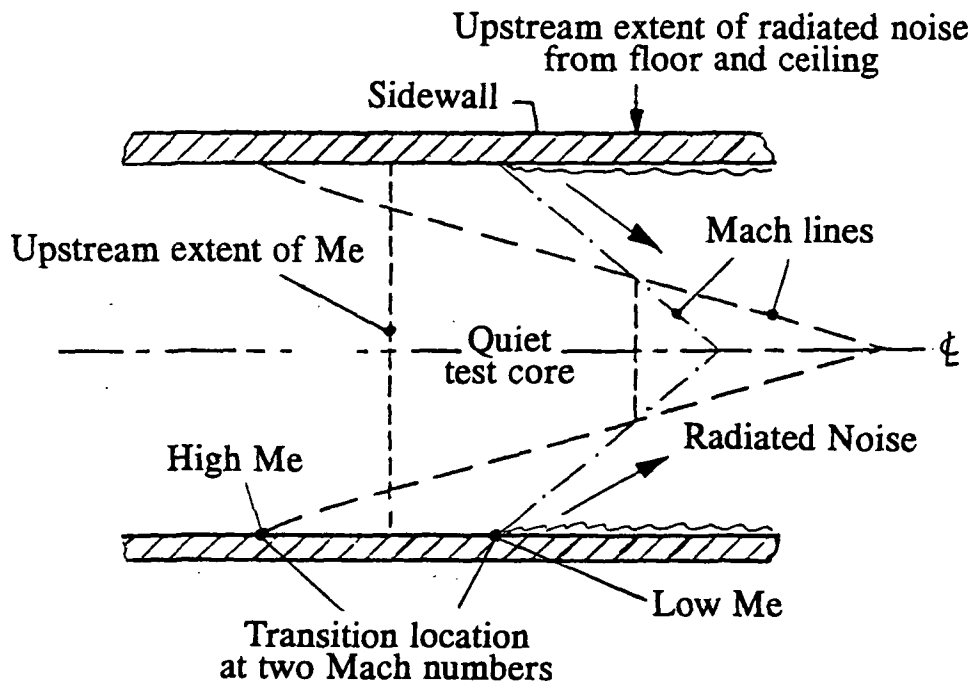 Upstream extent of radiated noise
from floor and ceiling
Sidewall
Upstream extent of Me
Mach lines
Quiet
test core
℄
High Me
Radiated Noise
Low Me
Transition location
at two Mach numbers